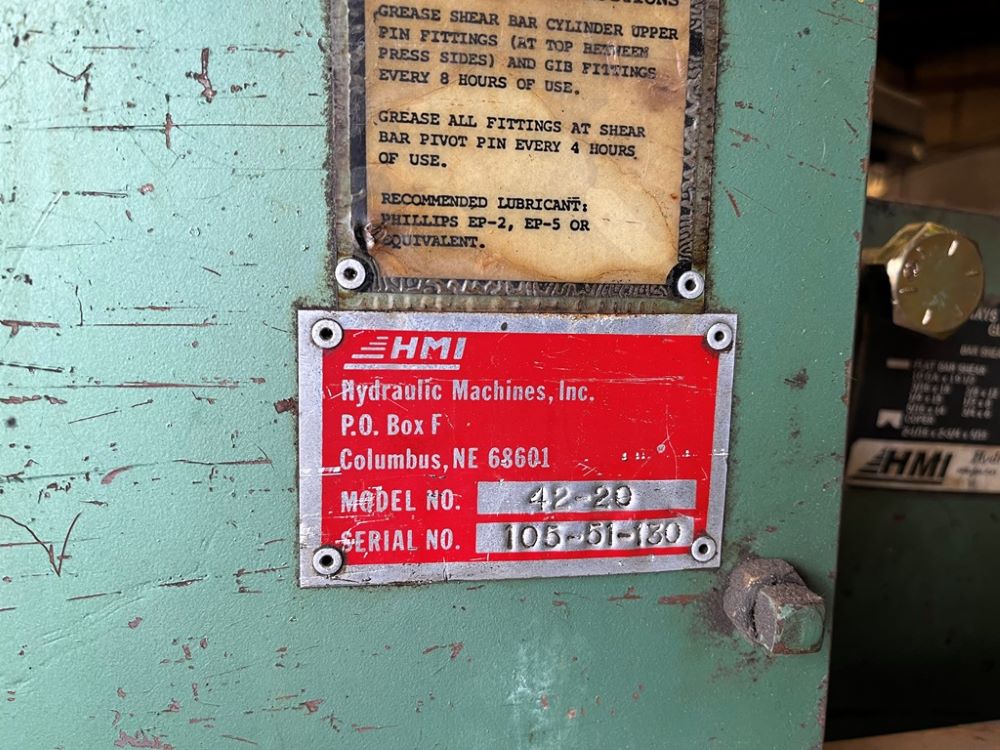 GREASE SHEAR BAR CYLINDER UPPER
PIN FITTINGS (AT TOP BETWEEN
PRESS SIDES) AND GIB FITTINGS
EVERY 8 HOURS OF USE.
GREASE ALL FITTINGS AT SHEAR
BAR PIVOT PIN EVERY 4 HOURS
OF USE.
RECOMMENDED LUBRICANT:
PHILLIPS EP-2, EP-5 OR
EQUIVALENT.
HMI
Hydraulic Machines, Inc.
P.O. Box F
Columbus, NE 68601
MODEL NO. 42-20
SERIAL NO. 105-51-130
FLAT BAR SHEAR
COPER
HMI